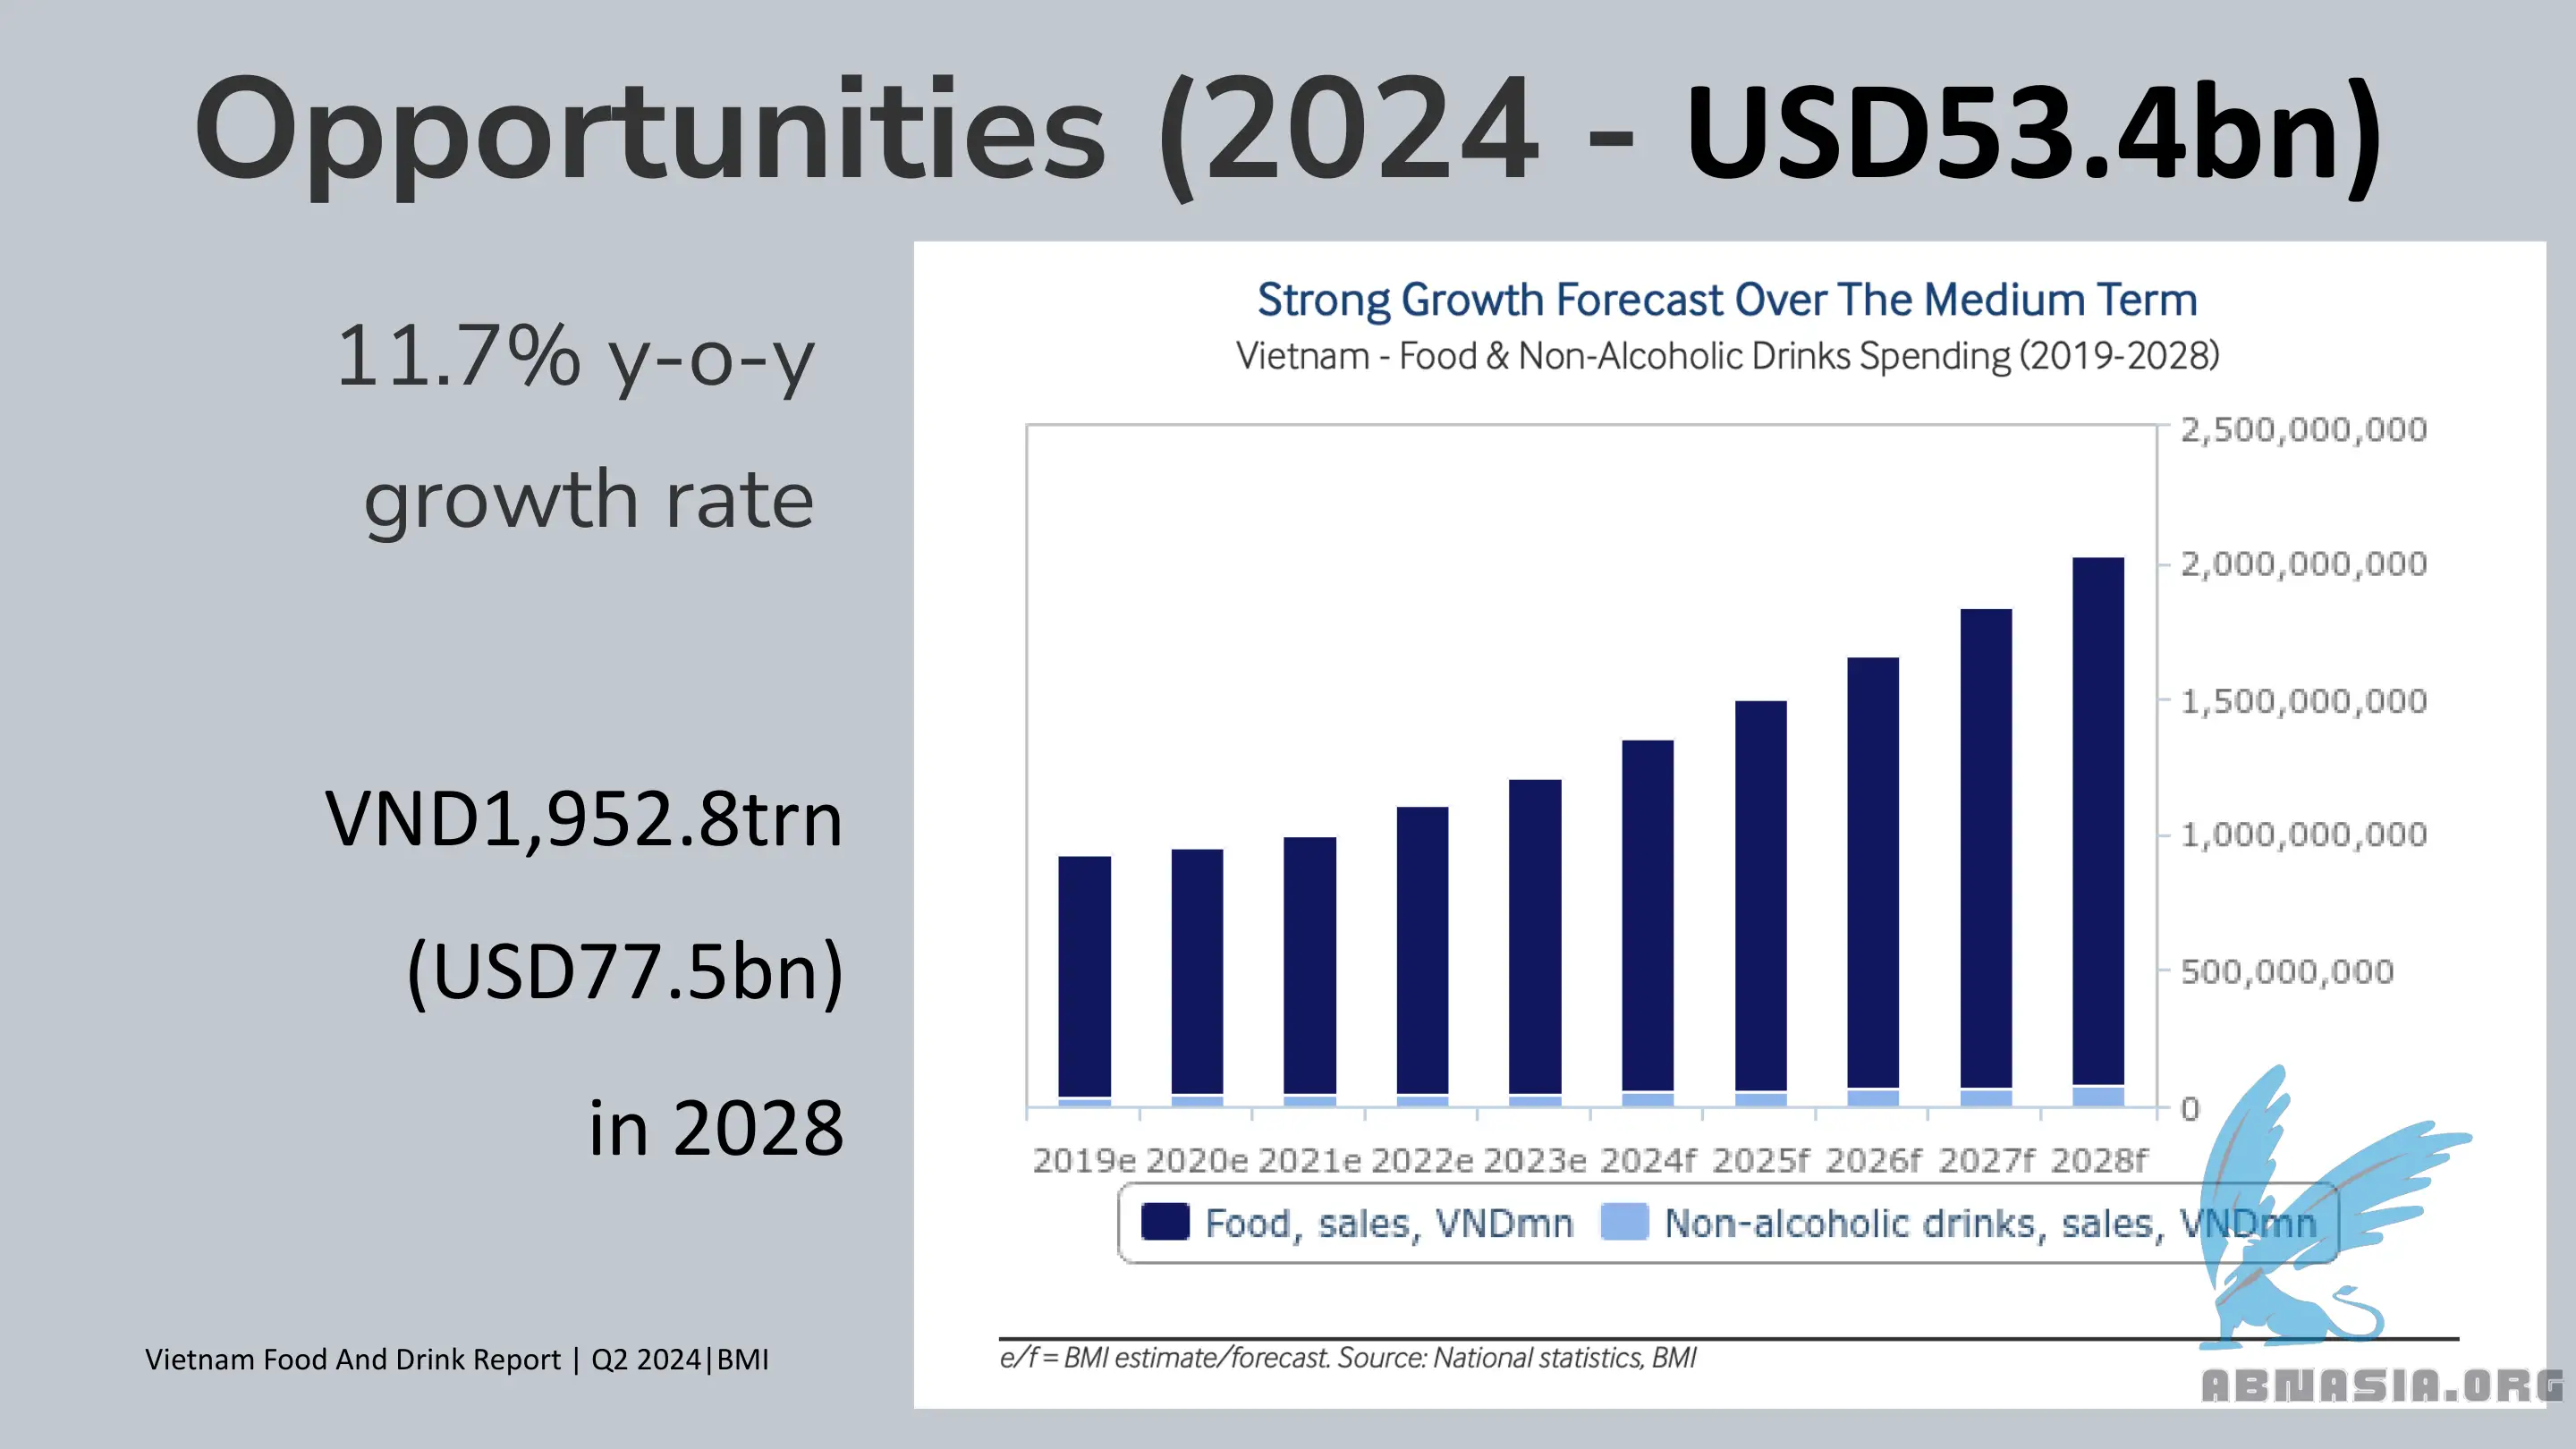 Opportunities (2024 - USD53.4bn)
11.7% y-o-y
growth rate
VND1,952.8trn
(USD77.5bn)
in 2028
Vietnam Food And Drink Report | Q2 2024|BMI
Strong Growth Forecast Over The Medium Term
Vietnam - Food & Non-Alcoholic Drinks Spending (2019-2028)
2,500,000,000
2,000,000,000
1,500,000,000
1,000,000,000
500,000,000
0
2019e 2020e 2021e 2022e 2023e 2024f 2025f 2026f 2027f 2028f
Food, sales, VNDmn Non-alcoholic drinks, sales, VNDmn
e/f = BMI estimate/forecast. Source: National statistics, BMI
ABNASIA.ORG